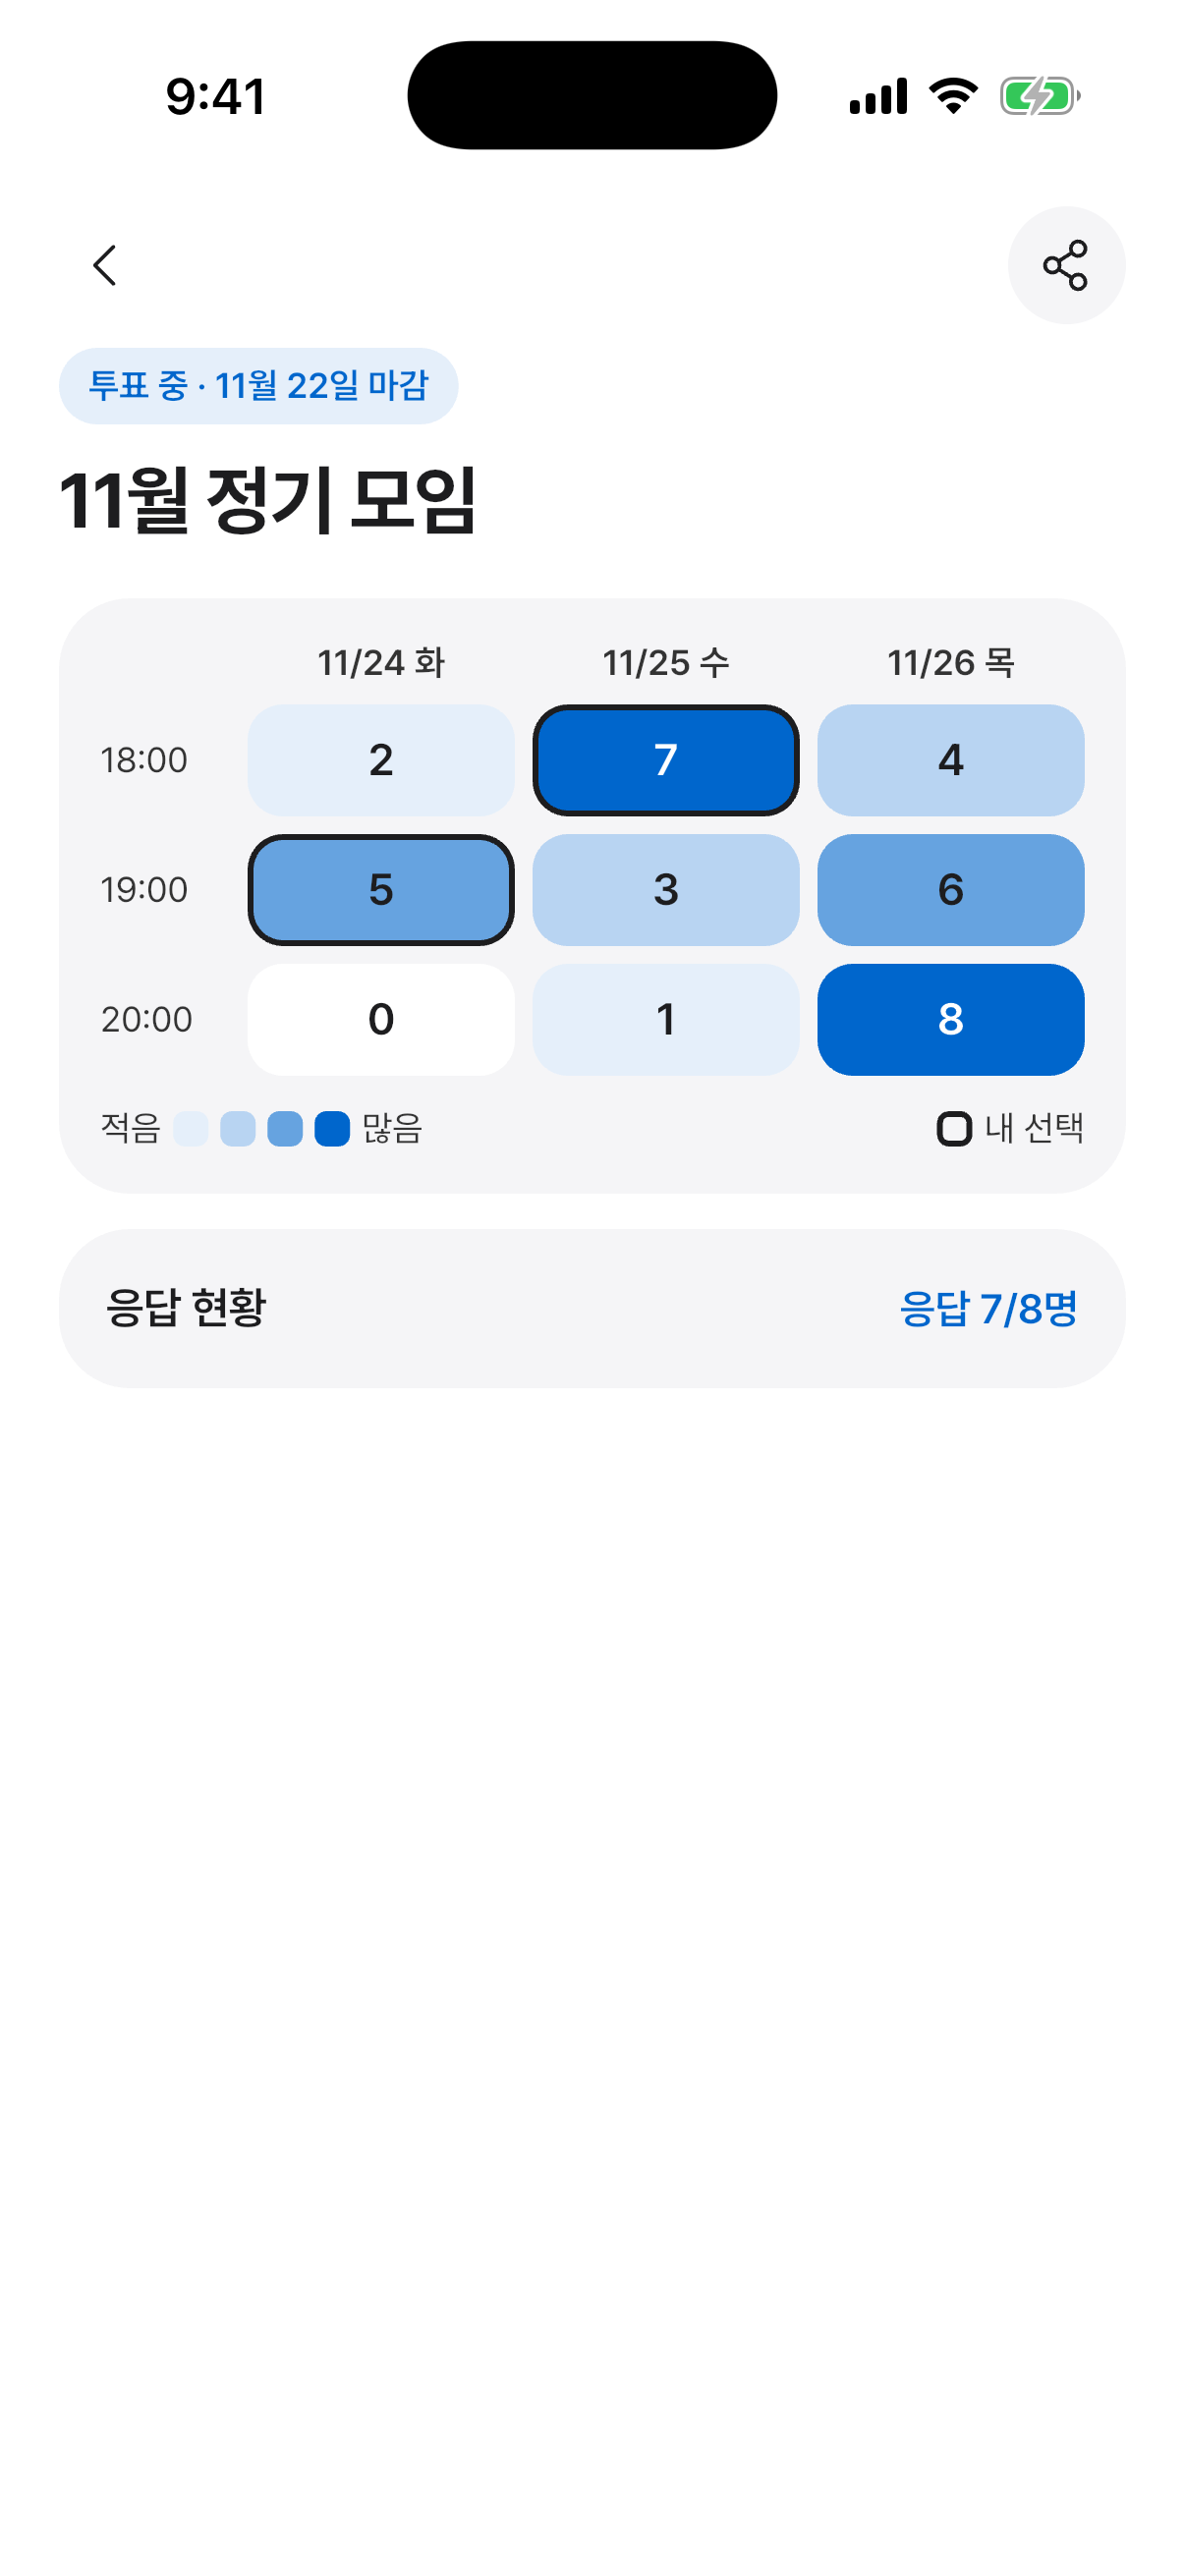 9:41
투표 중 · 11월 22일 마감
11월 정기 모임
11/24 화 11/25 수 11/26 목
18:00 2 7 4
19:00 5 3 6
20:00 0 1 8
적음 많음 내 선택
응답 현황 응답 7/8명